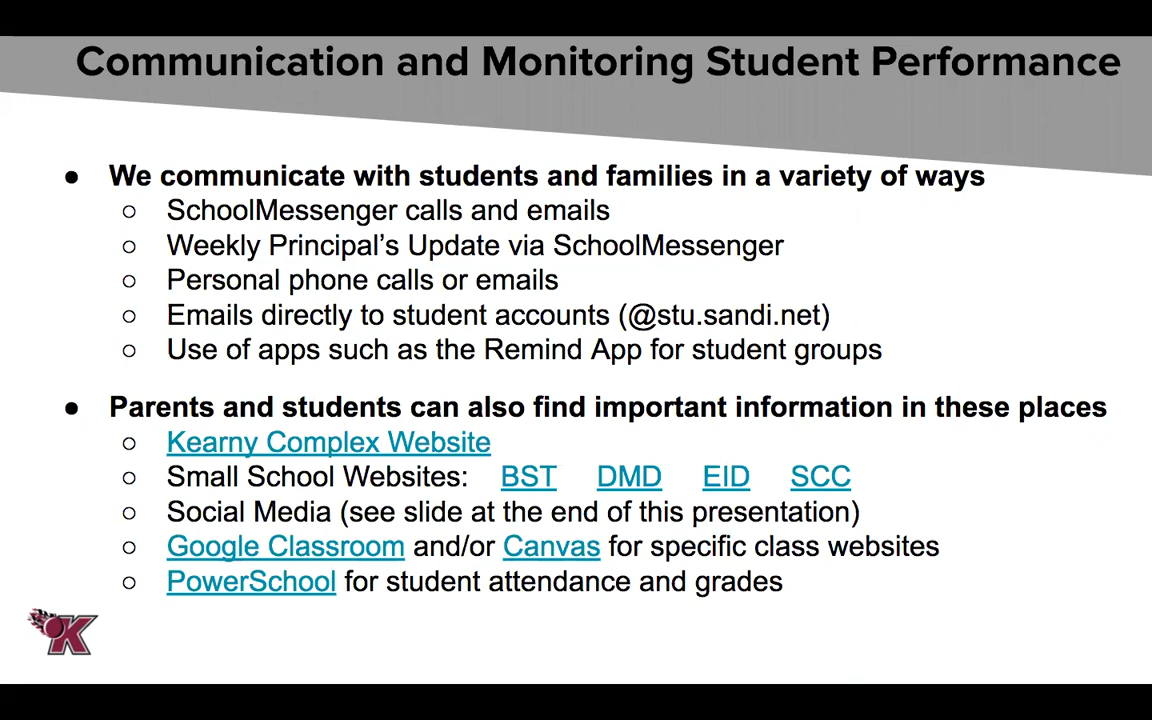 Communication and Monitoring Student Performance
● We communicate with students and families in a variety of ways
○ SchoolMessenger calls and emails
○ Weekly Principal’s Update via SchoolMessenger
○ Personal phone calls or emails
○ Emails directly to student accounts (@stu.sandi.net)
○ Use of apps such as the Remind App for student groups
● Parents and students can also find important information in these places
○ Kearny Complex Website
○ Small School Websites: BST DMD EID SCC
○ Social Media (see slide at the end of this presentation)
○ Google Classroom and/or Canvas for specific class websites
○ PowerSchool for student attendance and grades
K